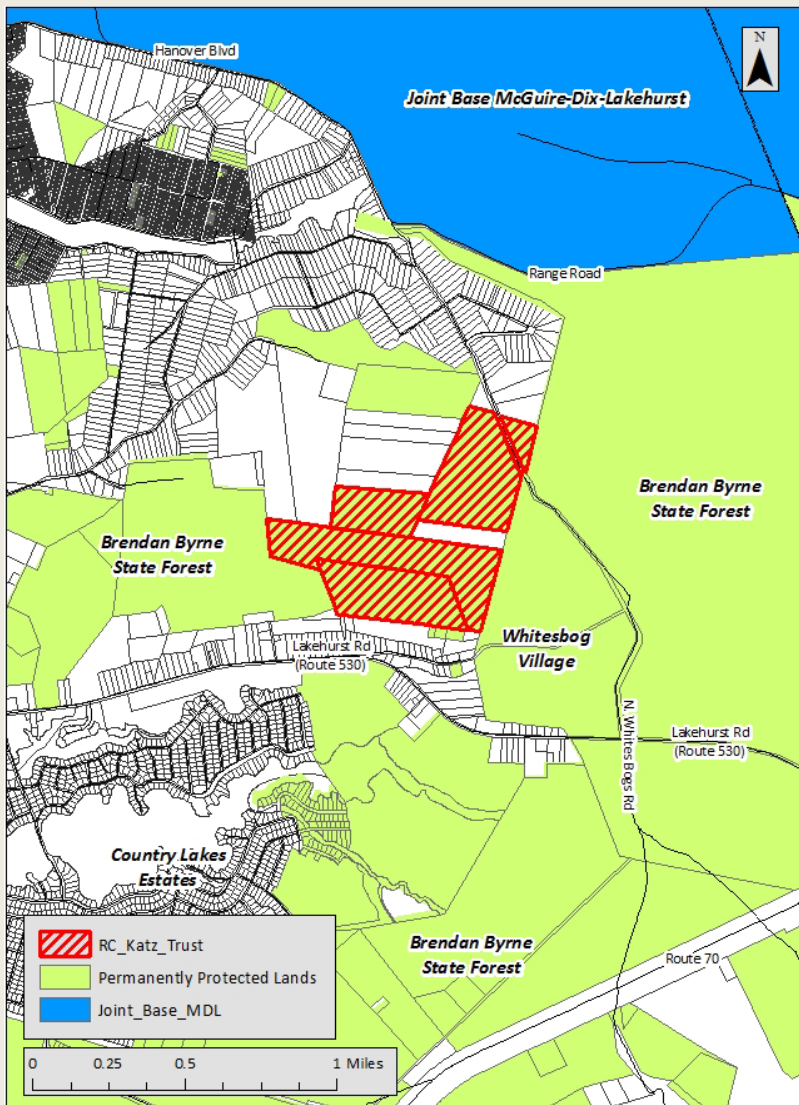 Hanover Blvd
N
Joint Base McGuire-Dix-Lakehurst
Range Road
Brendan Byrne
State Forest
Brendan Byrne
State Forest
Whitesbog
Village
Lakehurst Rd
(Route 530)
N. Whites Bogs Rd
Lakehurst Rd
(Route 530)
Country Lakes
Estates
Brendan Byrne
State Forest
Route 70
RC_Katz_Trust
Permanently Protected Lands
Joint_Base_MDL
0 0.25 0.5 1 Miles